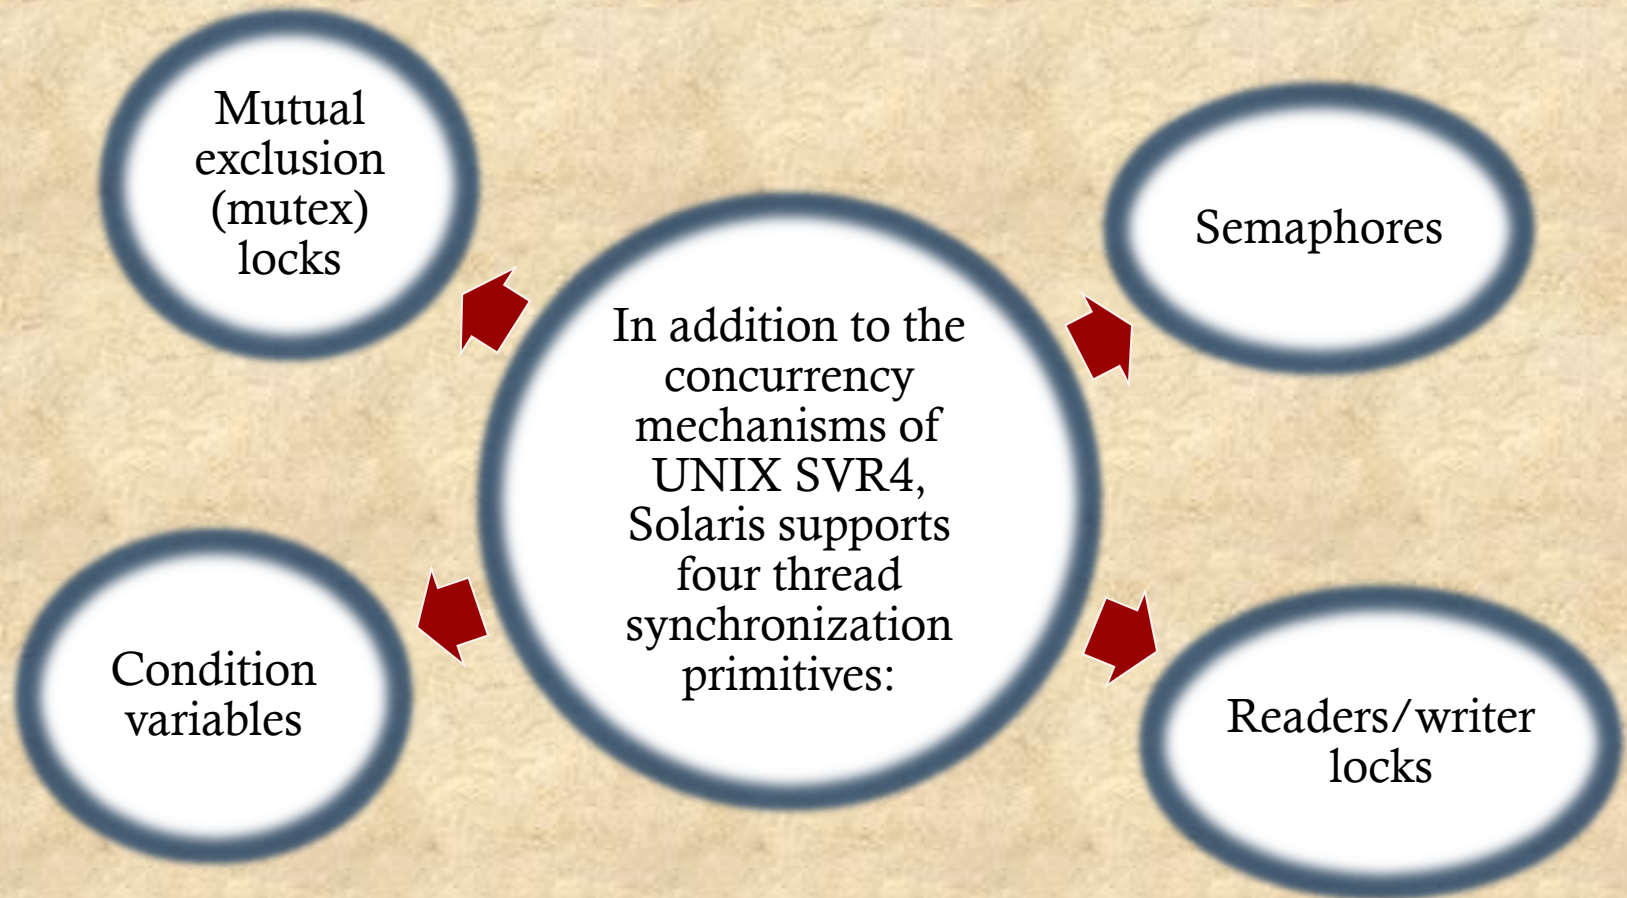 Mutual
exclusion
(mutex)
locks
Semaphores
In addition to the
concurrency
mechanisms of
UNIX SVR4,
Solaris supports
four thread
synchronization
primitives:
Condition
variables
Readers/writer
locks